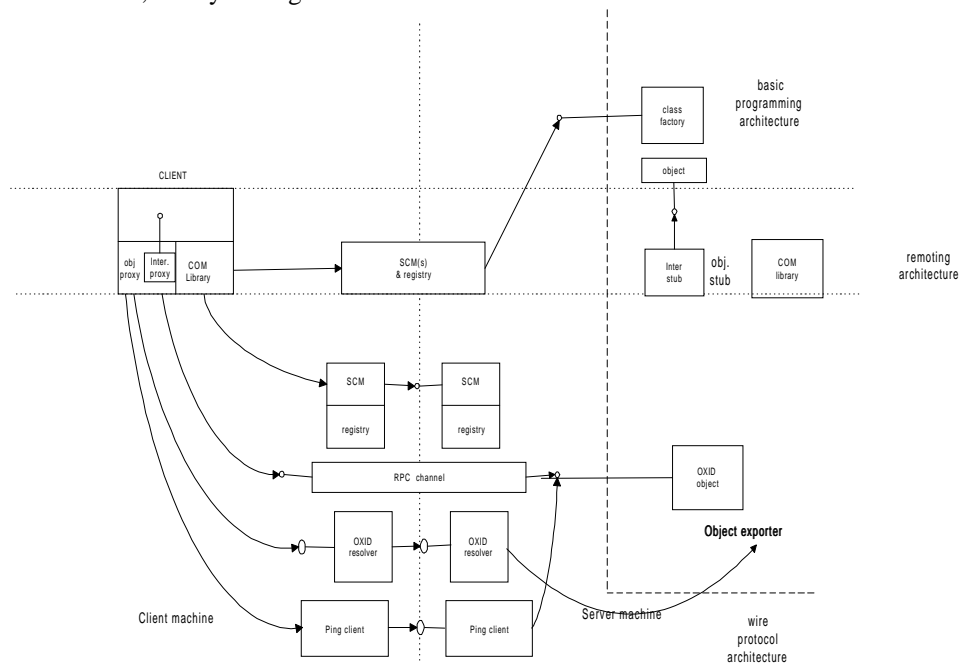 basic
programming
architecture
class
factory
object
CLIENT
obj
proxy
Inter.
proxy
COM
Library
SCM(s)
& registry
Inter
stub
obj.
stub
COM
library
remoting
architecture
SCM
registry
SCM
registry
RPC channel
OXID
object
OXID
resolver
OXID
resolver
Object exporter
Client machine
Ping client
Ping client
Server machine
wire
protocol
architecture